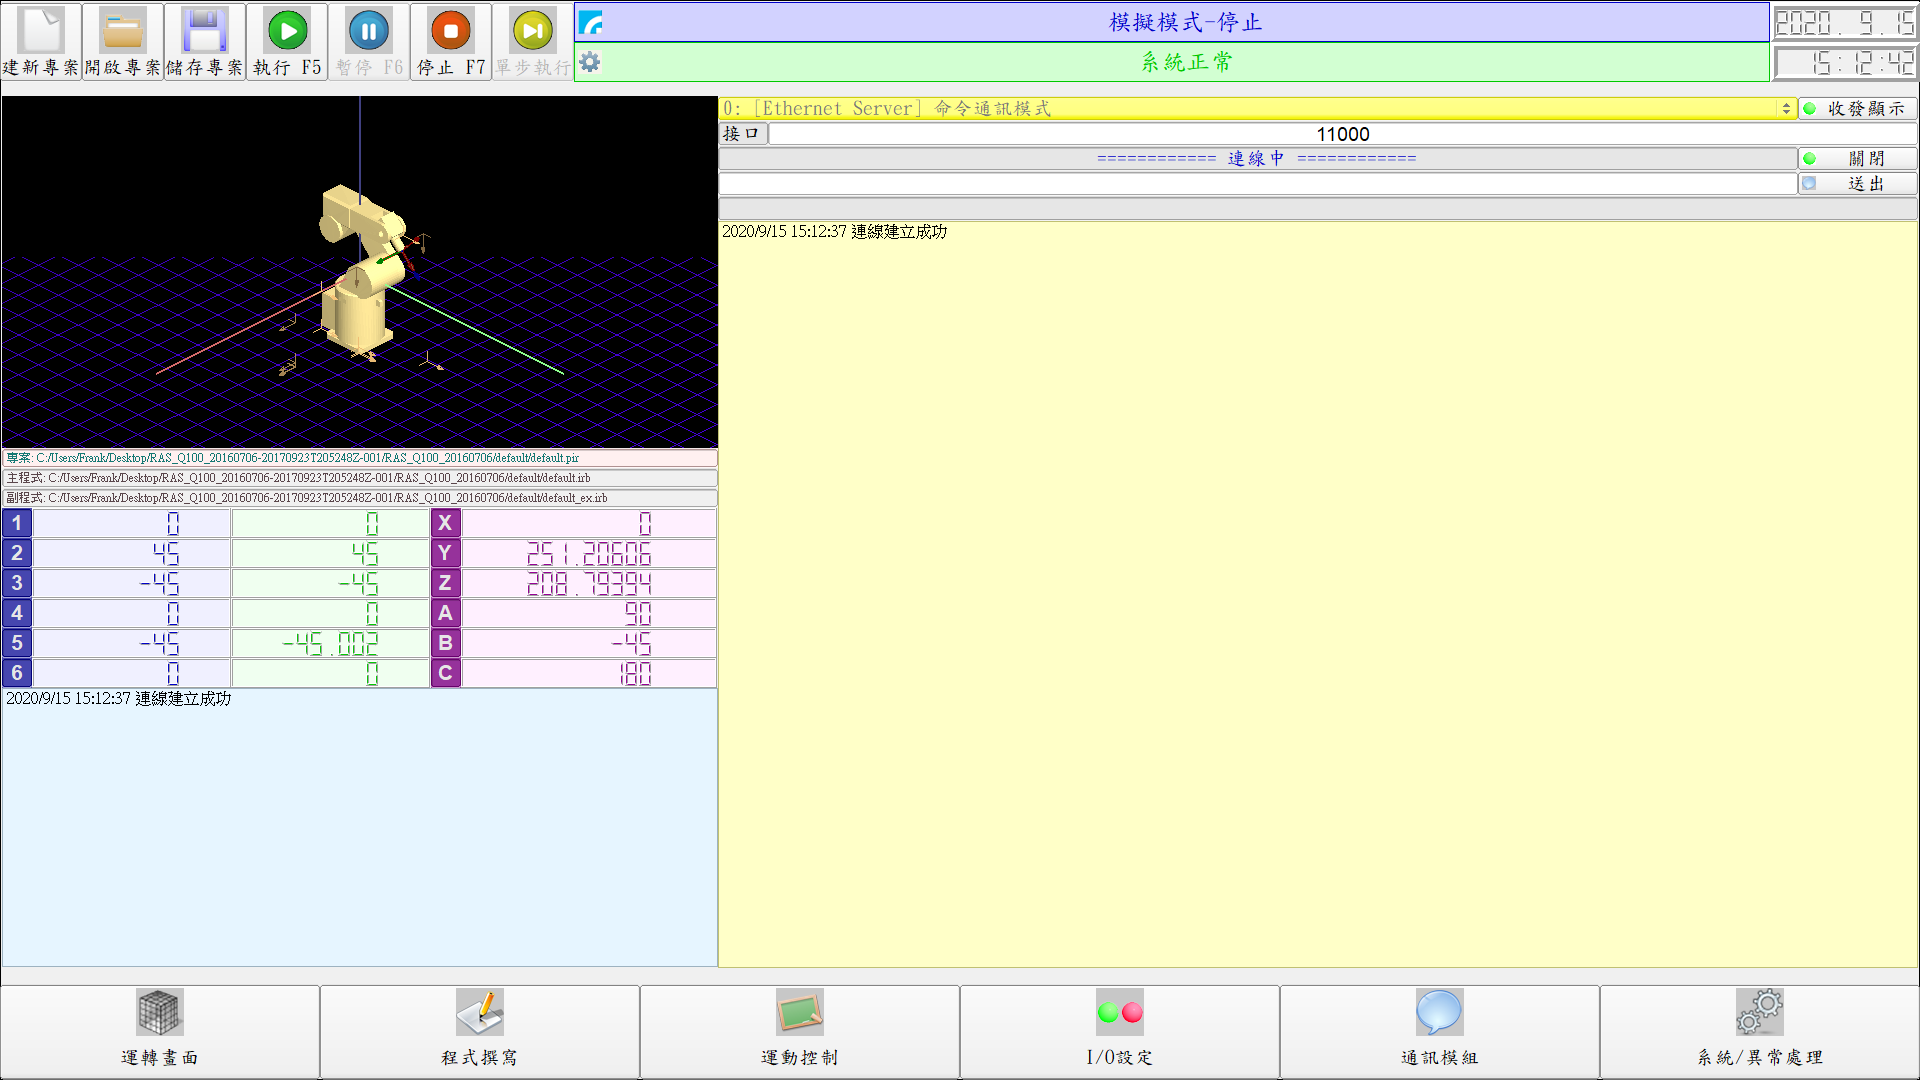 建新專案 開啟專案 儲存專案 執行 F5 暫停 F6 停止 F7 單步執行
模擬模式-停止
系統正常
2020. 9.15
15:12:42
0: [Ethernet Server] 命令通訊模式
收發顯示
接口 11000
============ 連線中 ============
關閉
送出
2020/9/15 15:12:37 連線建立成功
專案: C:/Users/Frank/Desktop/RAS_Q100_20160706-20170923T205248Z-001/RAS_Q100_20160706/default/default.pir
主程式: C:/Users/Frank/Desktop/RAS_Q100_20160706-20170923T205248Z-001/RAS_Q100_20160706/default/default.irb
副程式: C:/Users/Frank/Desktop/RAS_Q100_20160706-20170923T205248Z-001/RAS_Q100_20160706/default/default_ex.irb
1 0 0 X 0
2 45 45 Y 251.20606
3 -45 -45 Z 208.79394
4 0 0 A 90
5 -45 -45.002 B -45
6 0 0 C 180
2020/9/15 15:12:37 連線建立成功
運轉畫面 程式撰寫 運動控制 I/O設定 通訊模組 系統/異常處理